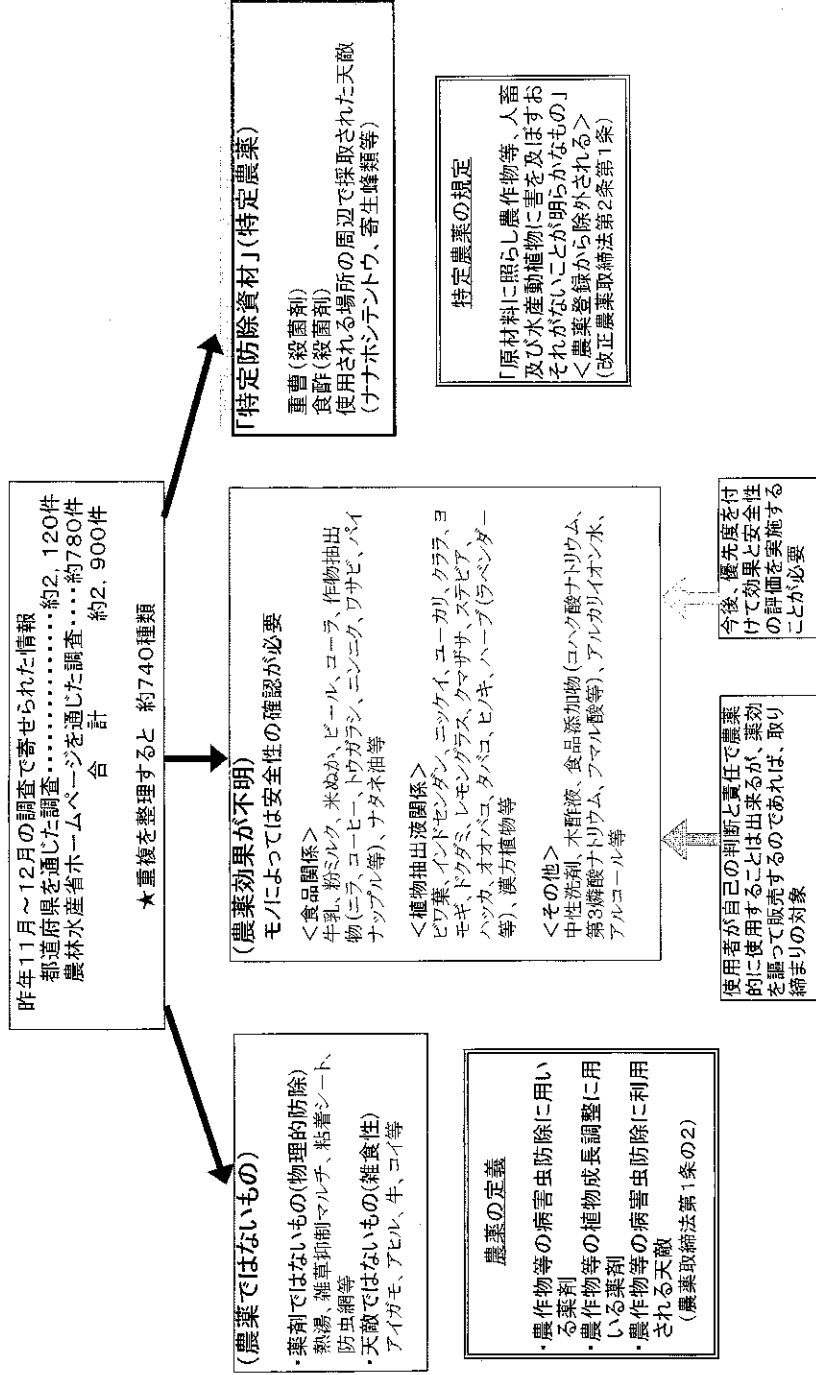 昨年11月～12月の調査で寄せられた情報
都道府県を通じた調査・・・・・・・・・・・・・・・約2，120件
農林水産省ホームページを通じた調査・・・・約780件
合　計　　　約2，900件
★重複を整理すると 約740種類
(農薬ではないもの)
・薬剤ではないもの(物理的防除)
熱湯、雑草抑制マルチ、粘着シート、
防虫網等
・天敵ではないもの(雑食性)
アイガモ、アヒル、牛、コイ等
農薬の定義
・農作物等の病害虫防除に用い
る薬剤
・農作物等の植物成長調整に用
いる薬剤
・農作物等の病害虫防除に利用
される天敵
(農薬取締法第1条の2)
(農薬効果が不明)
モノによっては安全性の確認が必要
＜食品関係＞
牛乳、粉ミルク、米ぬか、ビール、コーラ、作物抽出
物(ニラ、コーヒー、トウガラシ、ニンニク、ワサビ、パイ
ナップル等)、ナタネ油等
＜植物抽出液関係＞
ビワ葉、インドセンダン、ニッケイ、ユーカリ、クララ、ヨ
モギ、ドクダミ、レモングラス、クマザサ、ステビア、
ハッカ、オオバコ、タバコ、ヒノキ、ハーブ(ラベンダー
等)、漢方植物等
＜その他＞
中性洗剤、木酢液、食品添加物(コハク酸ナトリウム、
第3燐酸ナトリウム、フマル酸等)、アルカリイオン水、
アルコール等
使用者が自己の判断と責任で農薬
的に使用することは出来るが、薬効
を謳って販売するのであれば、取り
締まりの対象
今後、優先度を付
けて効果と安全性
の評価を実施する
ことが必要
「特定防除資材」(特定農薬)
重曹(殺菌剤)
食酢(殺菌剤)
使用される場所の周辺で採取された天敵
(ナナホシテントウ、寄生蜂類等)
特定農薬の規定
「原材料に照らし農作物等、人畜
及び水産動植物に害を及ぼすお
それがないことが明らかなもの」
＜農薬登録から除外される＞
(改正農薬取締法第2条第1条)